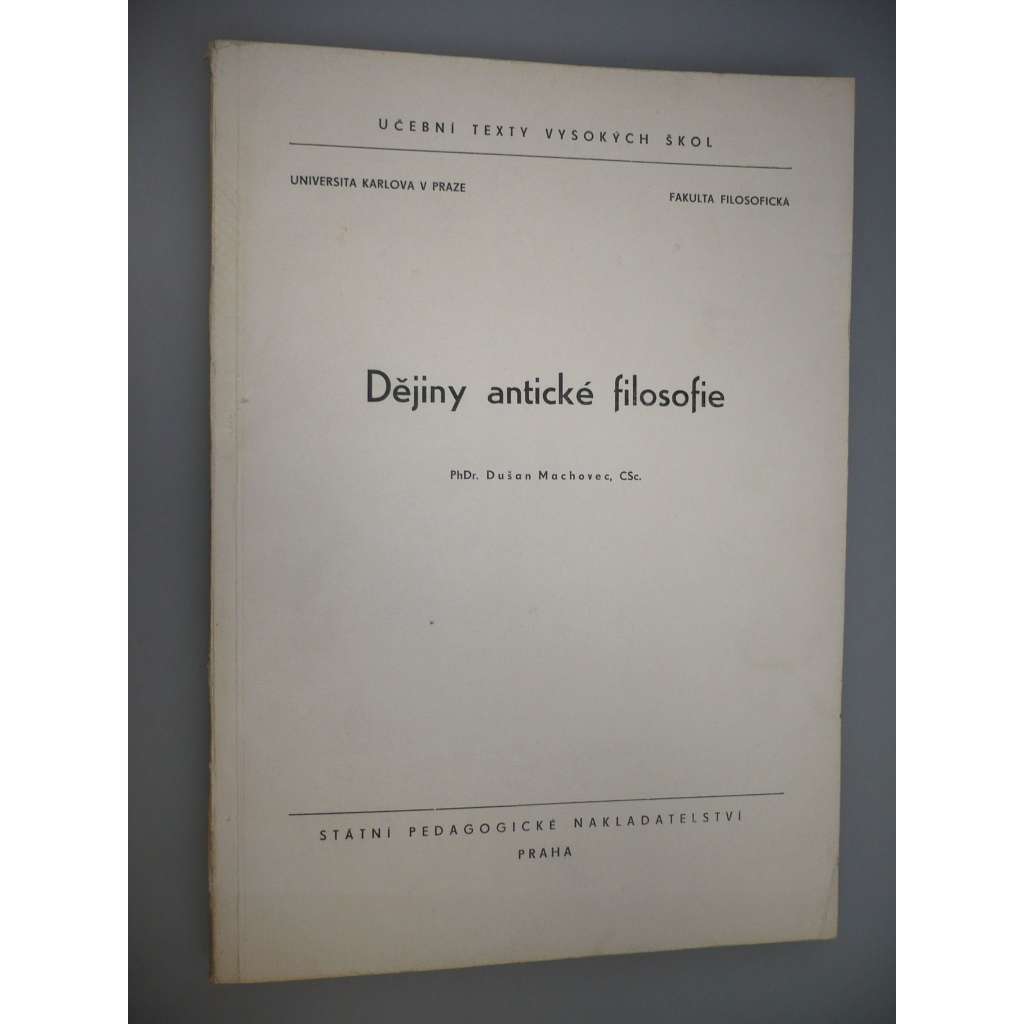 UČEBNÍ TEXTY VYSOKÝCH ŠKOL
UNIVERSITA KARLOVA V PRAZE
FAKULTA FILOSOFICKÁ
Dějiny antické filosofie
PhDr. Dušan Machovec, CSc.
STÁTNÍ PEDAGOGICKÉ NAKLADATELSTVÍ
PRAHA